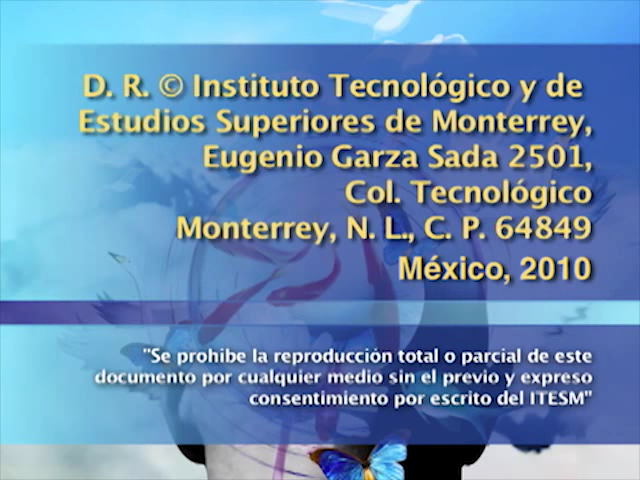 D. R. © Instituto Tecnológico y de
Estudios Superiores de Monterrey,
Eugenio Garza Sada 2501,
Col. Tecnológico
Monterrey, N. L., C. P. 64849
México, 2010
"Se prohibe la reproducción total o parcial de este
documento por cualquier medio sin el previo y expreso
consentimiento por escrito del ITESM"